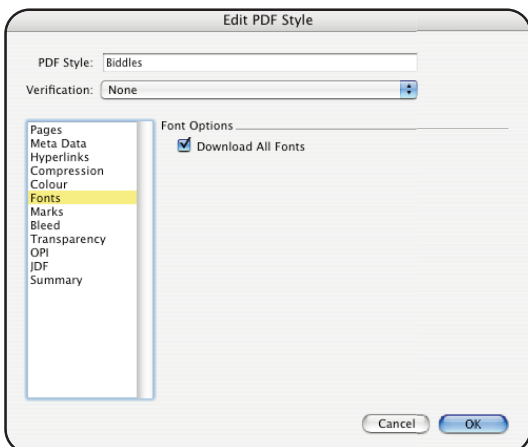 Edit PDF Style
PDF Style: Biddles
Verification: None
Font Options
Download All Fonts
Pages
Meta Data
Hyperlinks
Compression
Colour
Fonts
Marks
Bleed
Transparency
OPI
JDF
Summary
Cancel OK